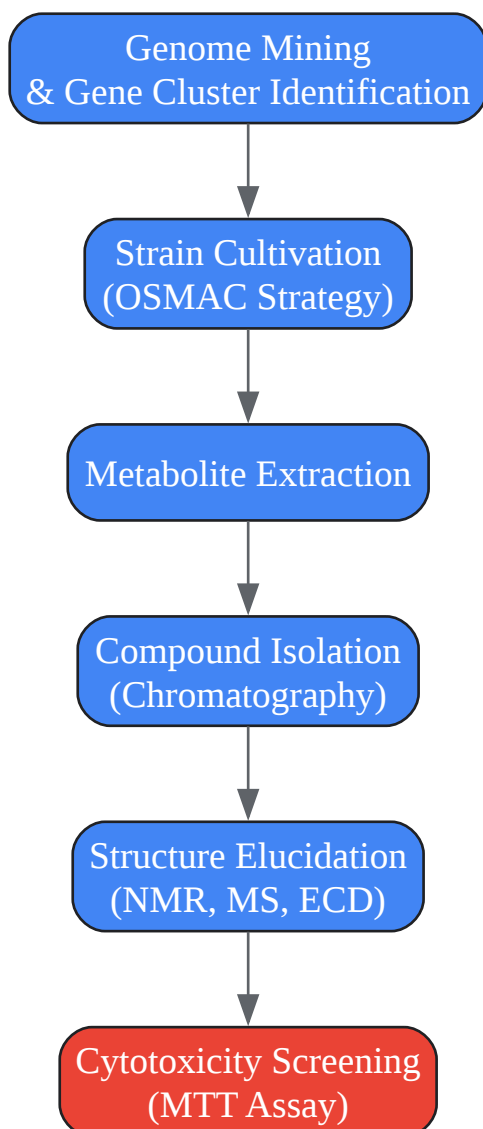 Genome Mining
& Gene Cluster Identification
Strain Cultivation
(OSMAC Strategy)
Metabolite Extraction
Compound Isolation
(Chromatography)
Structure Elucidation
(NMR, MS, ECD)
Cytotoxicity Screening
(MTT Assay)